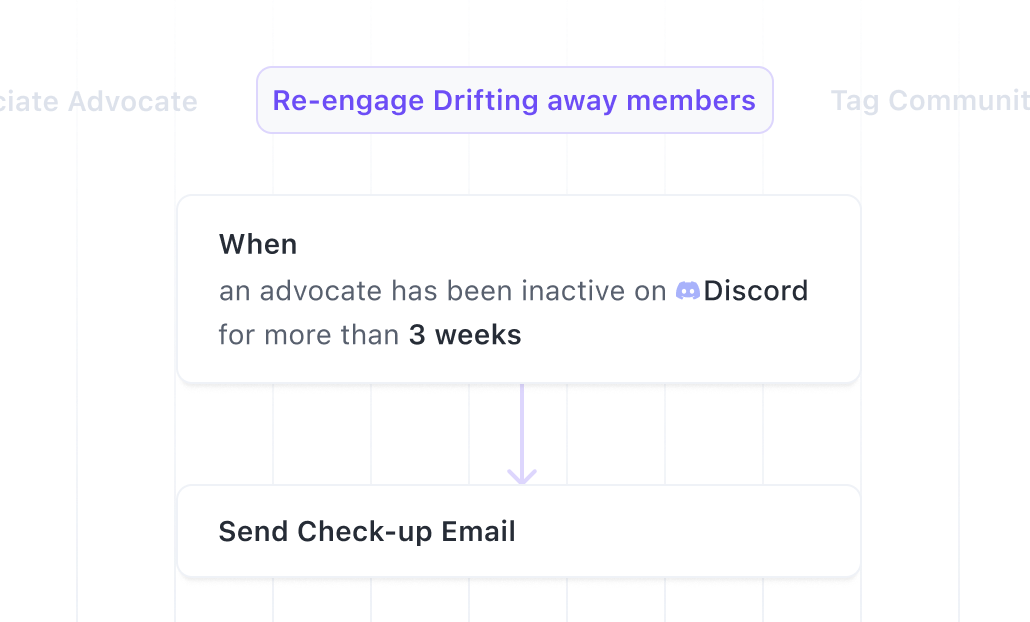 ciate Advocate
Re-engage Drifting away members
Tag Communit
When
an advocate has been inactive on Discord
for more than 3 weeks
Send Check-up Email